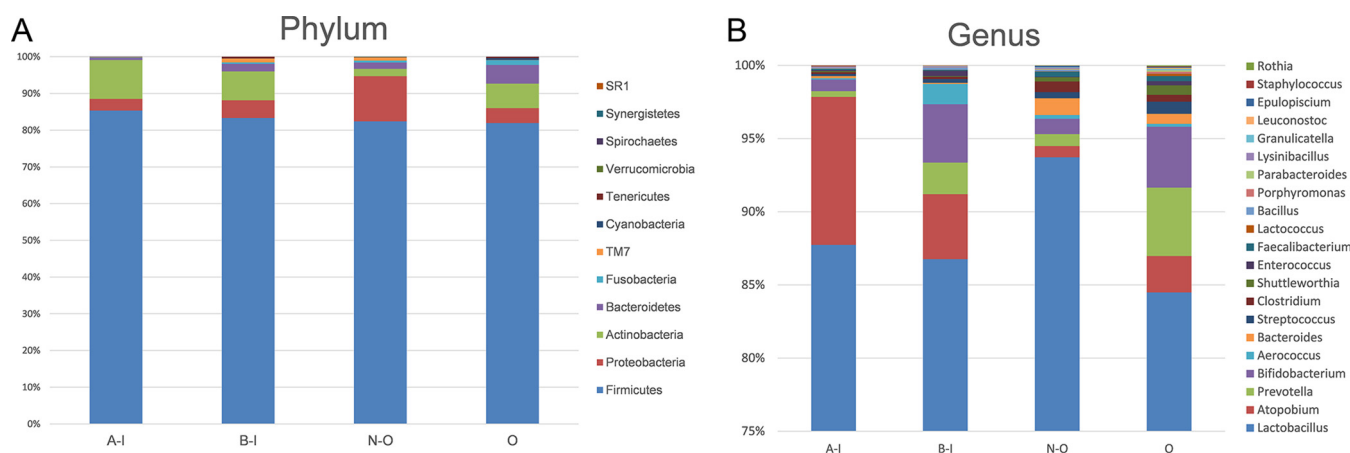 A
Phylum
100%
90%
80%
70%
60%
50%
40%
30%
20%
10%
0%
A-I
B-I
N-O
O
SR1
Synergistetes
Spirochaetes
Verrucomicrobia
Tenericutes
Cyanobacteria
TM7
Fusobacteria
Bacteroidetes
Actinobacteria
Proteobacteria
Firmicutes
B
Genus
100%
95%
90%
85%
80%
75%
A-I
B-I
N-O
O
Rothia
Staphylococcus
Epulopiscium
Leuconostoc
Granulicatella
Lysinibacillus
Parabacteroides
Porphyromonas
Bacillus
Lactococcus
Faecalibacterium
Enterococcus
Shuttleworthia
Clostridium
Streptococcus
Bacteroides
Aerococcus
Bifidobacterium
Prevotella
Atopobium
Lactobacillus